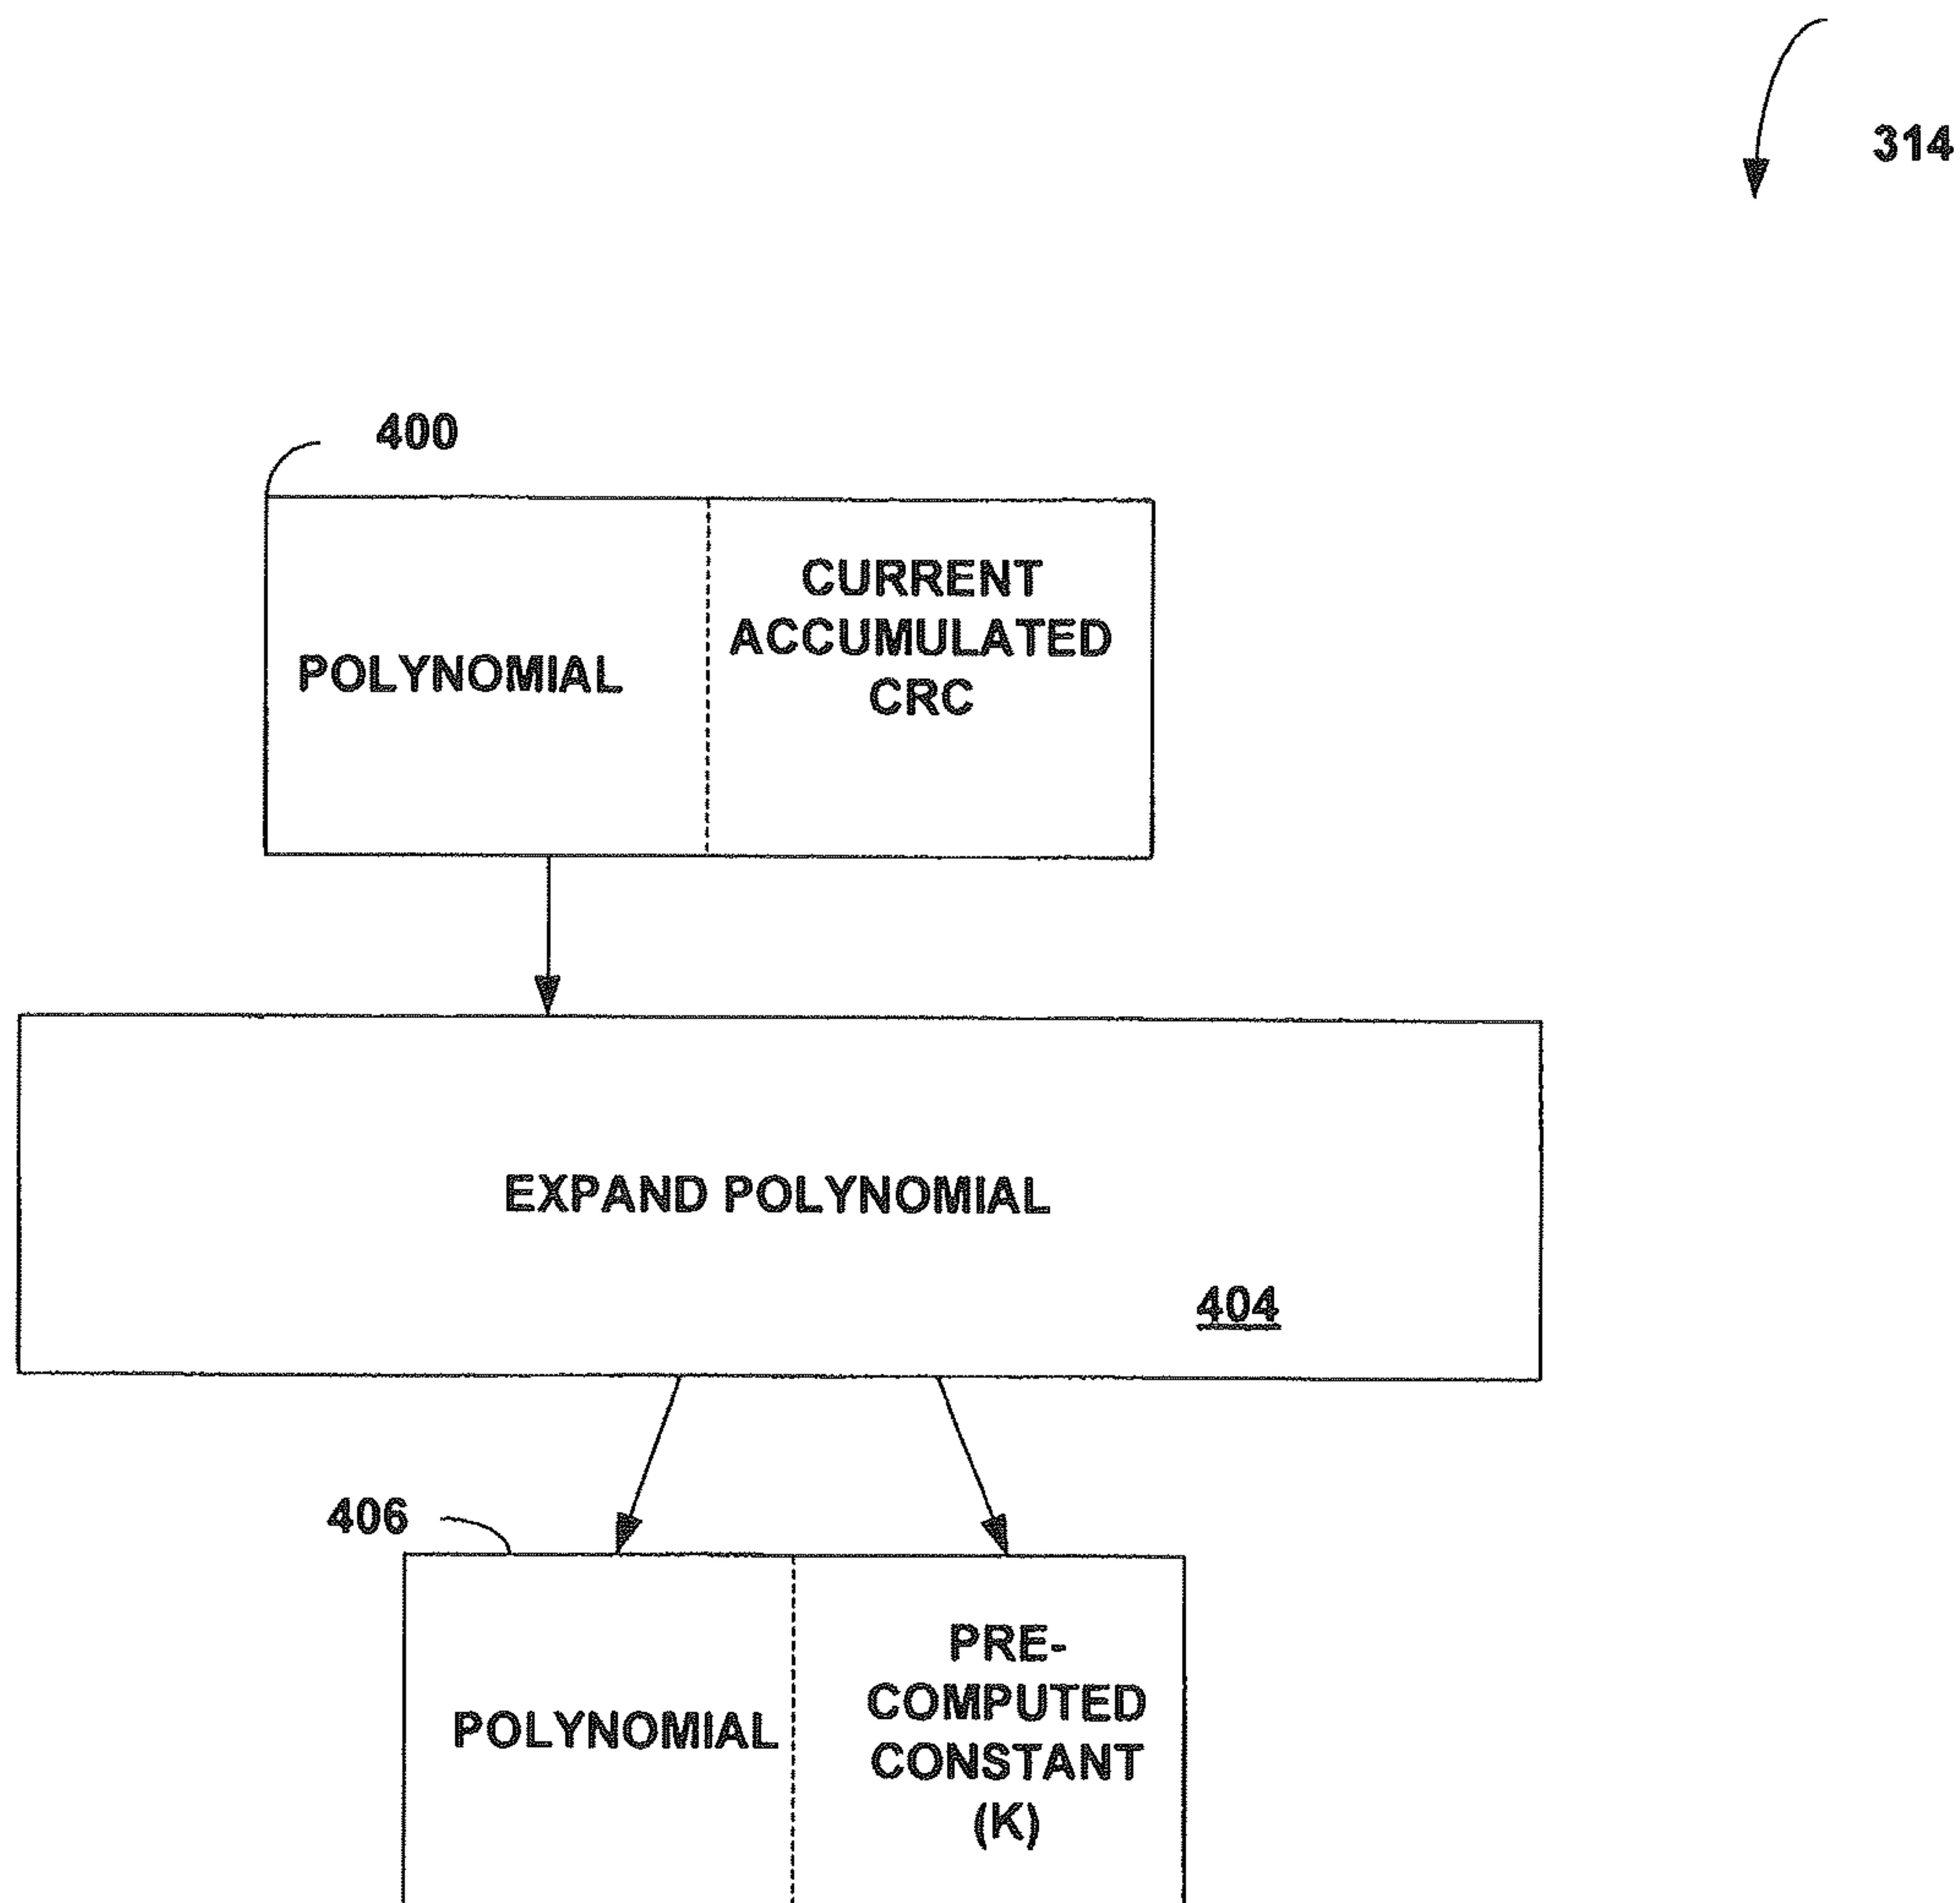 314
400
POLYNOMIAL
CURRENT
ACCUMULATED
CRC
EXPAND POLYNOMIAL
404
406
POLYNOMIAL
PRE-
COMPUTED
CONSTANT
(K)